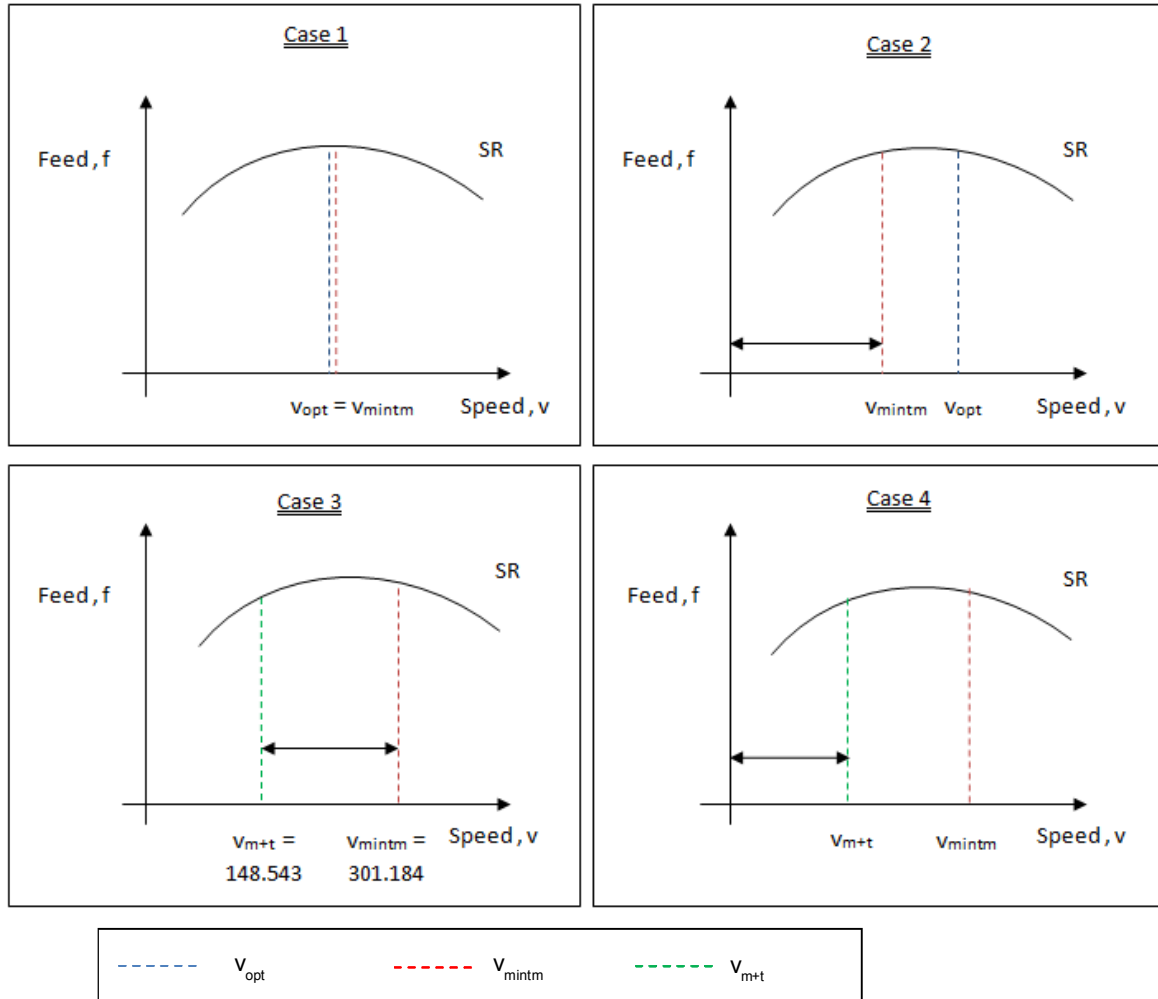 Case 1
Feed,f
SR
vopt = vmintm
Speed,v
Case 2
Feed,f
SR
vmintm
vopt
Speed,v
Case 3
Feed,f
SR
vm+t =
148.543
vmintm =
301.184
Speed,v
Case 4
Feed,f
SR
vm+t
vmintm
Speed,v
vopt
vmintm
vm+t